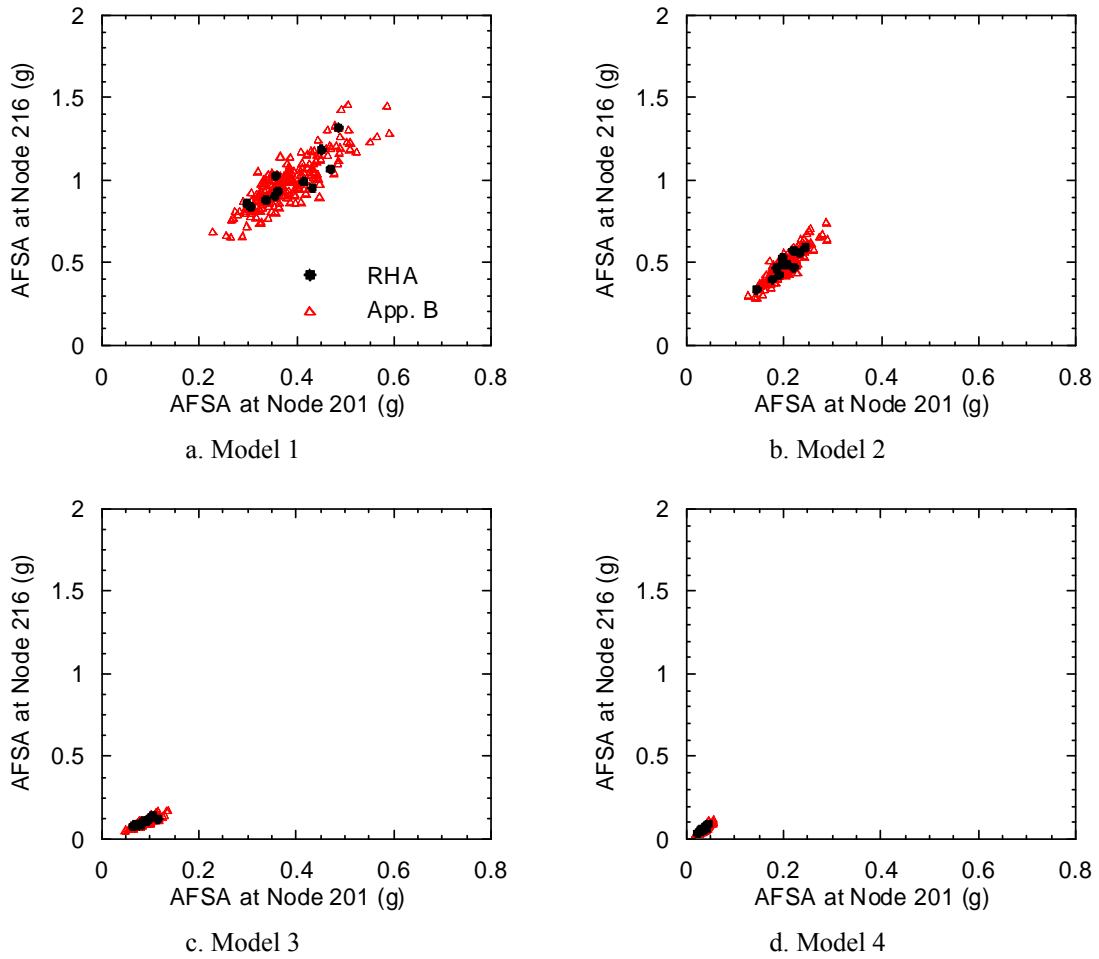 2
1.5
1
0.5
0
AFSA at Node 216 (g)
RHA
App. B
0 0.2 0.4 0.6 0.8
AFSA at Node 201 (g)
a. Model 1
2
1.5
1
0.5
0
AFSA at Node 216 (g)
0 0.2 0.4 0.6 0.8
AFSA at Node 201 (g)
b. Model 2
2
1.5
1
0.5
0
AFSA at Node 216 (g)
0 0.2 0.4 0.6 0.8
AFSA at Node 201 (g)
c. Model 3
2
1.5
1
0.5
0
AFSA at Node 216 (g)
0 0.2 0.4 0.6 0.8
AFSA at Node 201 (g)
d. Model 4